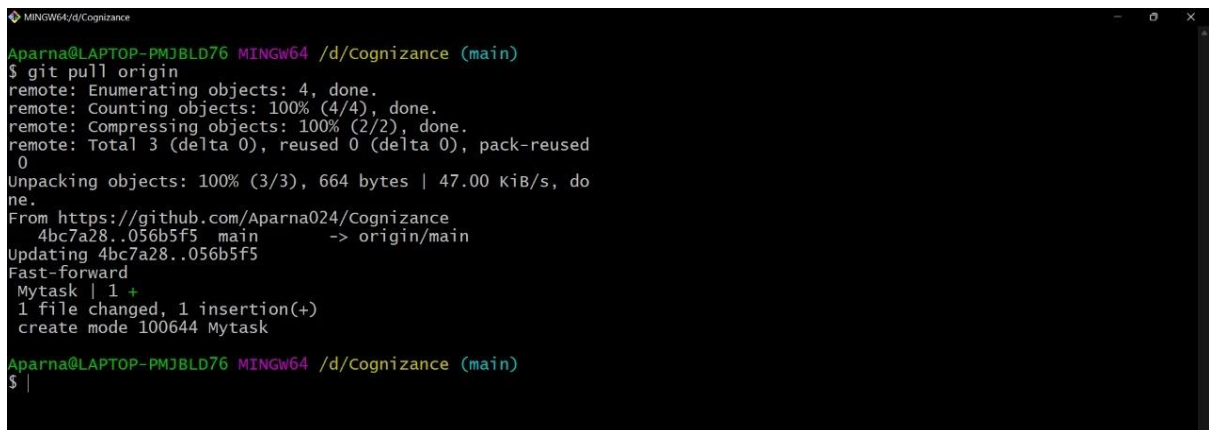 MINGW64:/d/Cognizance
Aparna@LAPTOP-PMJBLD76 MINGW64 /d/Cognizance (main)
$ git pull origin
remote: Enumerating objects: 4, done.
remote: Counting objects: 100% (4/4), done.
remote: Compressing objects: 100% (2/2), done.
remote: Total 3 (delta 0), reused 0 (delta 0), pack-reused
0
Unpacking objects: 100% (3/3), 664 bytes | 47.00 KiB/s, do
ne.
From https://github.com/Aparna024/Cognizance
4bc7a28..056b5f5 main -> origin/main
Updating 4bc7a28..056b5f5
Fast-forward
Mytask | 1 +
1 file changed, 1 insertion(+)
create mode 100644 Mytask
Aparna@LAPTOP-PMJBLD76 MINGW64 /d/Cognizance (main)
$